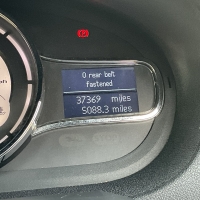 0 rear belt
fastened
37369 miles
5088.3 miles